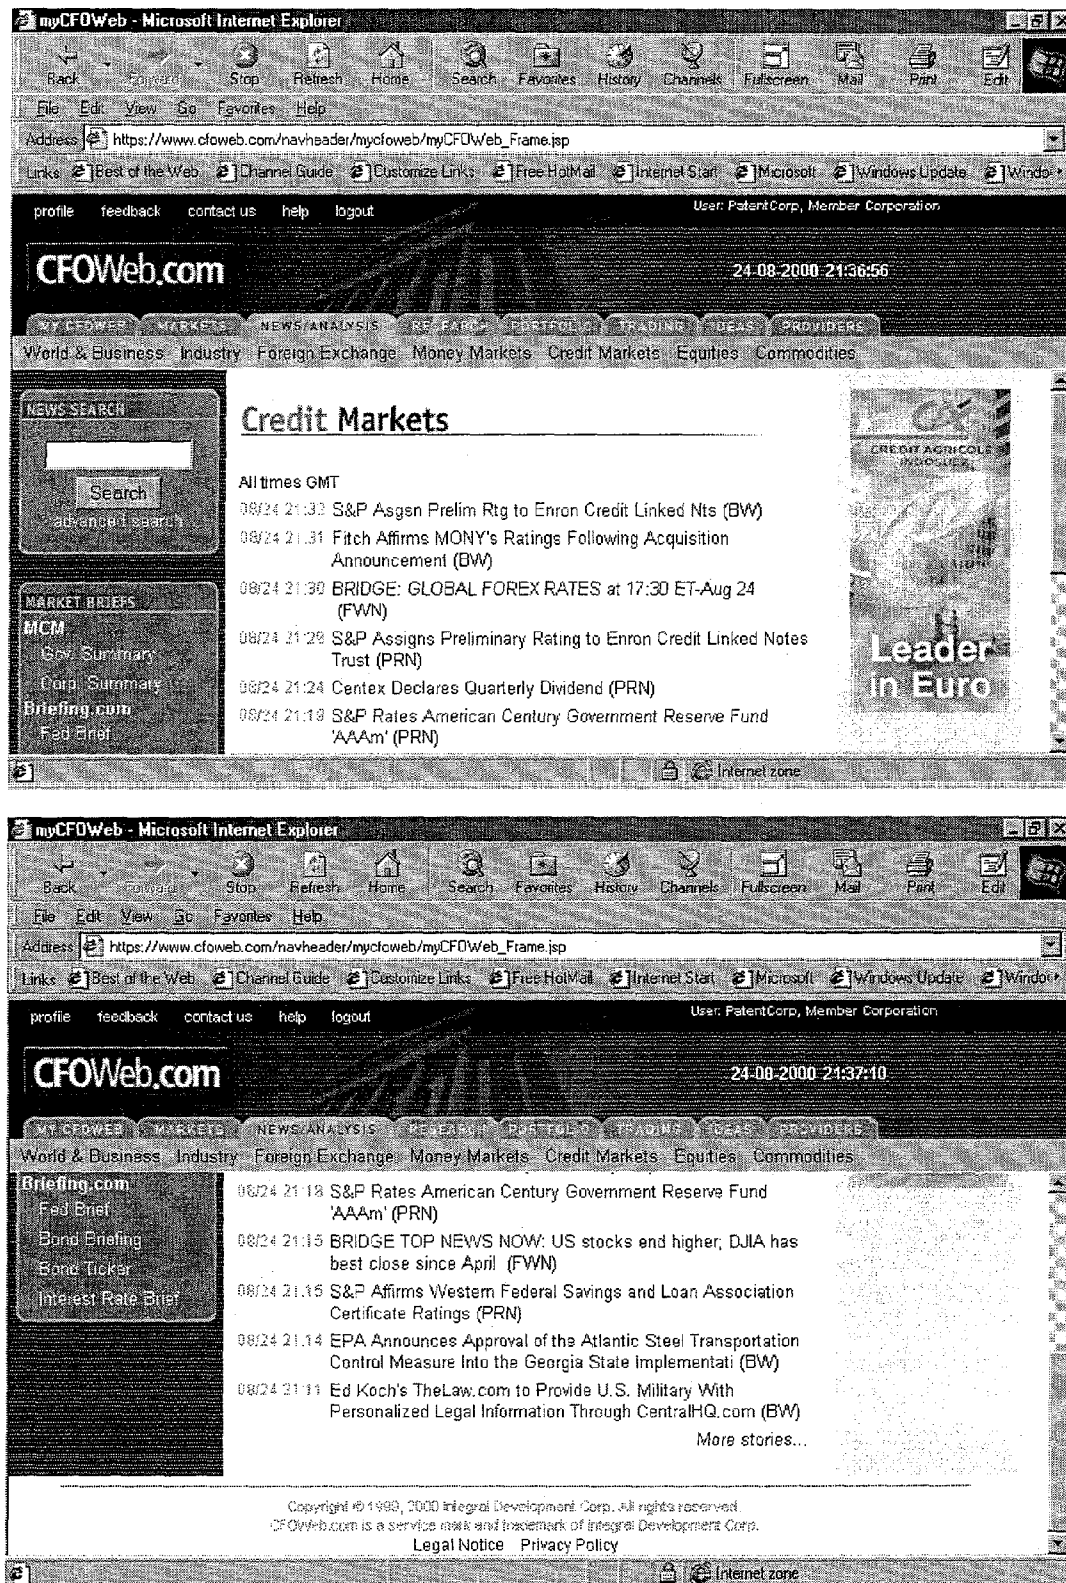 myCFOWeb - Microsoft Internet Explorer
Back Forward Stop Refresh Home Search Favorites History Channels Fullscreen Mail Print Edit
File Edit View Go Favorites Help
Address https://www.cfoweb.com/navheader/mycfoweb/myCFOWeb_Frame.jsp
Links Best of the Web Channel Guide Customize Links Free HotMail Internet Start Microsoft Windows Update Window
profile feedback contact us help logout User: PatentCorp, Member Corporation
CFOWeb.com 24-08-2000 21:36:56
MY CFOWEB MARKETS NEWS/ANALYSIS RESEARCH PORTFOLIO TRADING IDEAS PROVIDERS
World & Business Industry Foreign Exchange Money Markets Credit Markets Equities Commodities
NEWS SEARCH
Search
advanced search
MARKET BRIEFS
MCM
Gov. Summary
Corp. Summary
Briefing.com
Fed Brief
Credit Markets
All times GMT
08/24 21:33 S&P Asgsn Prelim Rtg to Enron Credit Linked Nts (BW)
08/24 21:31 Fitch Affirms MONY's Ratings Following Acquisition
Announcement (BW)
08/24 21:30 BRIDGE: GLOBAL FOREX RATES at 17:30 ET-Aug 24
(FWN)
08/24 21:29 S&P Assigns Preliminary Rating to Enron Credit Linked Notes
Trust (PRN)
08/24 21:24 Centex Declares Quarterly Dividend (PRN)
08/24 21:18 S&P Rates American Century Government Reserve Fund
'AAAm' (PRN)
CREDIT AGRICOLE
INDOSUEZ
Leader
in Euro
Internet zone
myCFOWeb - Microsoft Internet Explorer
Back Forward Stop Refresh Home Search Favorites History Channels Fullscreen Mail Print Edit
File Edit View Go Favorites Help
Address https://www.cfoweb.com/navheader/mycfoweb/myCFOWeb_Frame.jsp
Links Best of the Web Channel Guide Customize Links Free HotMail Internet Start Microsoft Windows Update Window
profile feedback contact us help logout User: PatentCorp, Member Corporation
CFOWeb.com 24-08-2000 21:37:10
MY CFOWEB MARKETS NEWS/ANALYSIS RESEARCH PORTFOLIO TRADING IDEAS PROVIDERS
World & Business Industry Foreign Exchange Money Markets Credit Markets Equities Commodities
Briefing.com
Fed Brief
Bond Briefing
Bond Ticker
Interest Rate Brief
08/24 21:18 S&P Rates American Century Government Reserve Fund
'AAAm' (PRN)
08/24 21:15 BRIDGE TOP NEWS NOW: US stocks end higher; DJIA has
best close since April (FWN)
08/24 21:15 S&P Affirms Western Federal Savings and Loan Association
Certificate Ratings (PRN)
08/24 21:14 EPA Announces Approval of the Atlantic Steel Transportation
Control Measure Into the Georgia State Implementati (BW)
08/24 21:11 Ed Koch's TheLaw.com to Provide U.S. Military With
Personalized Legal Information Through CentralHQ.com (BW)
More stories...
Copyright © 1999, 2000 Integral Development Corp. All rights reserved.
CFOWeb.com is a service mark and trademark of Integral Development Corp.
Legal Notice Privacy Policy
Internet zone